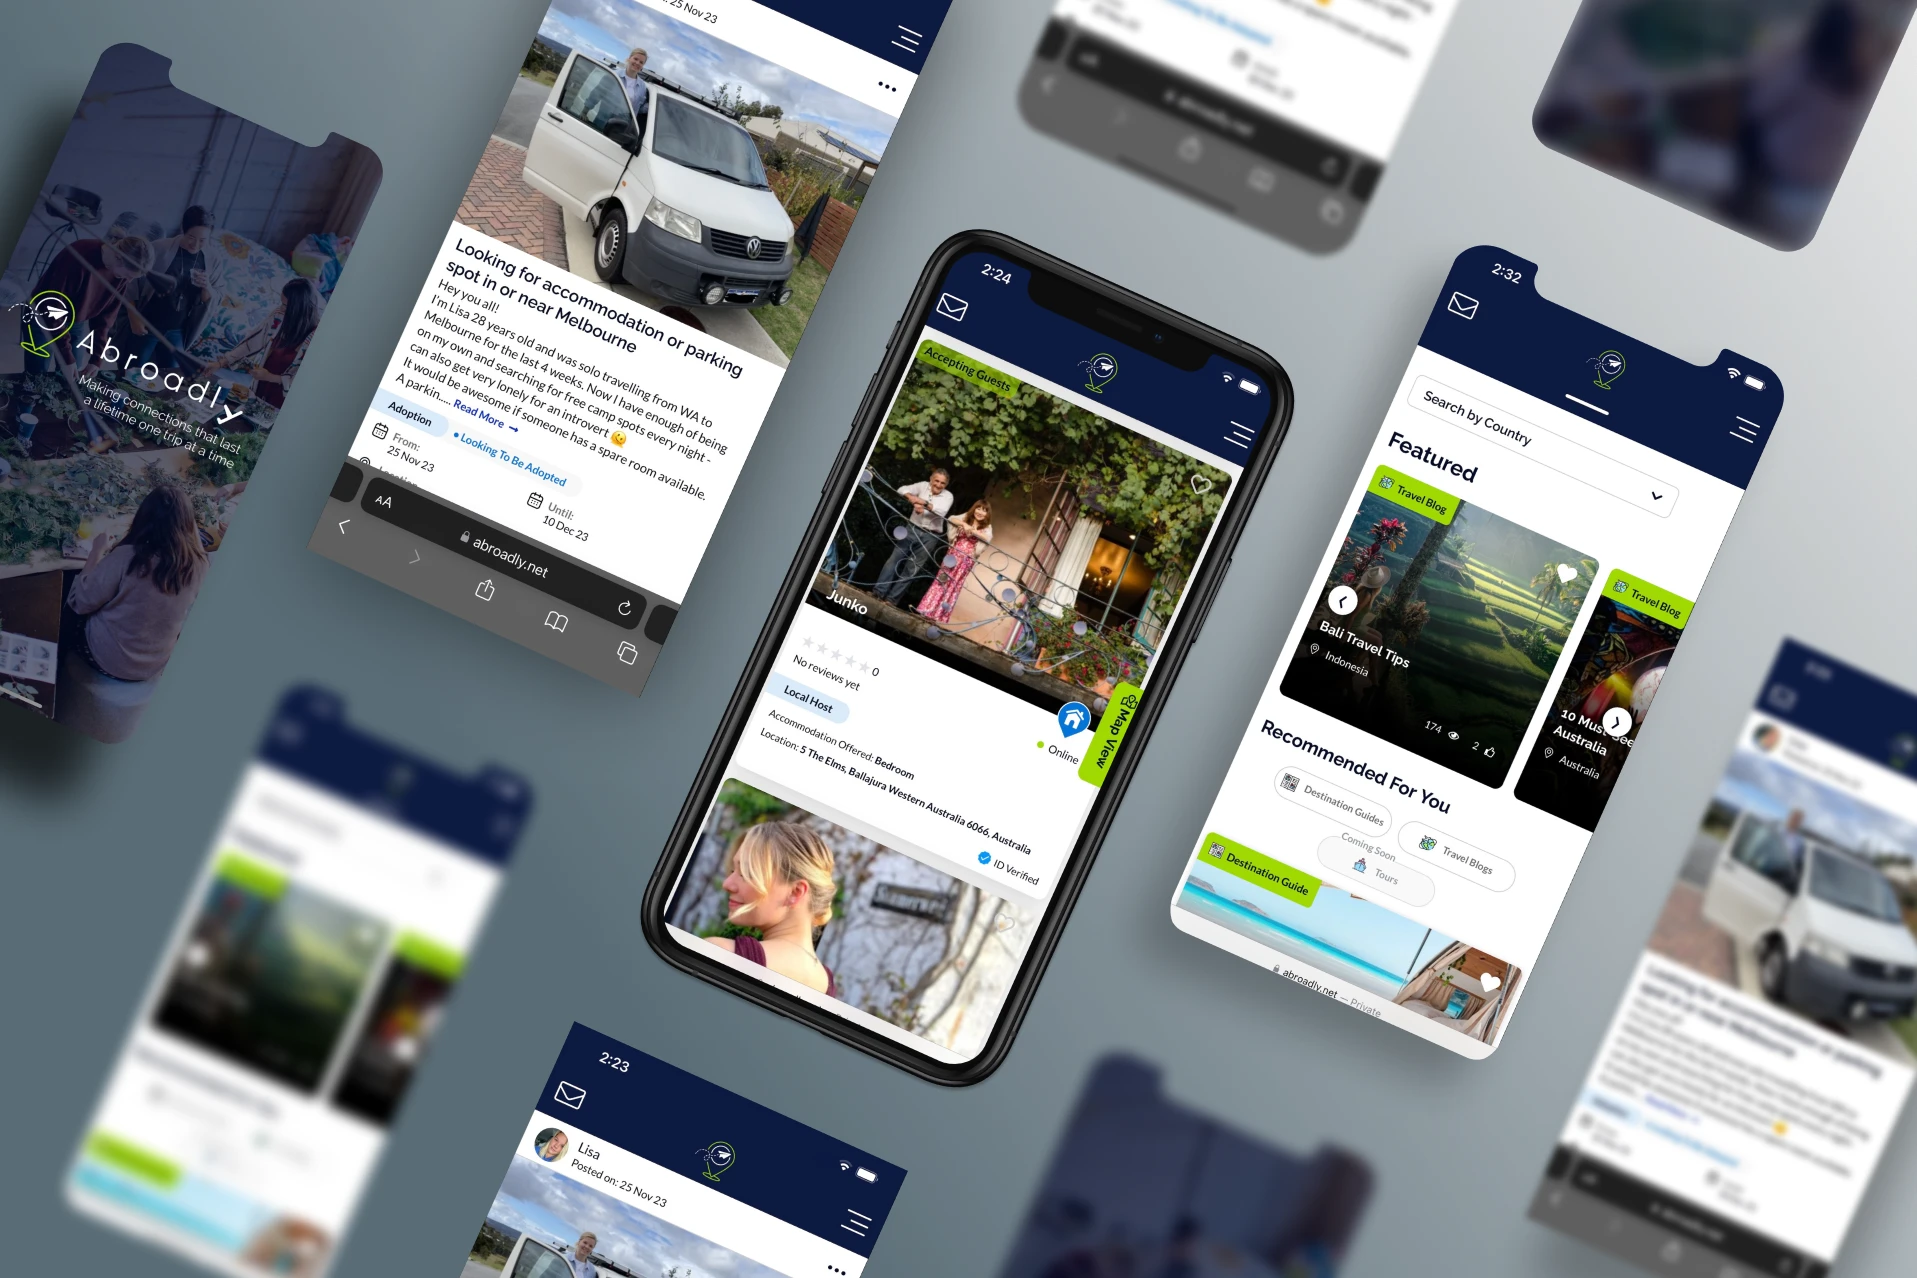 Abroadly
Making connections that last
a lifetime one trip at a time
25 Nov 23
Looking for accommodation or parking
spot in or near Melbourne
Hey you all!
I'm Lisa 28 years old and was solo travelling from WA to
Melbourne for the last 4 weeks. Now I have enough of being
on my own and searching for free camp spots every night -
can also get very lonely for an introvert 🫠
It would be awesome if someone has a spare room available.
A parkin.... Read More →
Adoption
• Looking To Be Adopted
From:
25 Nov 23
Until:
10 Dec 23
AA
abroadly.net
2:24
Accepting Guests
Junko
0
No reviews yet
Local Host
Online
Map View
Accommodation Offered: Bedroom
Location: 5 The Elms, Ballajura Western Australia 6066, Australia
ID Verified
2:32
Search by Country
Featured
Travel Blog
Bali Travel Tips
Indonesia
174
2
Travel Blog
10 Must See
Australia
Australia
Recommended For You
Destination Guides
Travel Blogs
Coming Soon
Tours
Destination Guide
abroadly.net — Private
2:23
Lisa
Posted on: 25 Nov 23